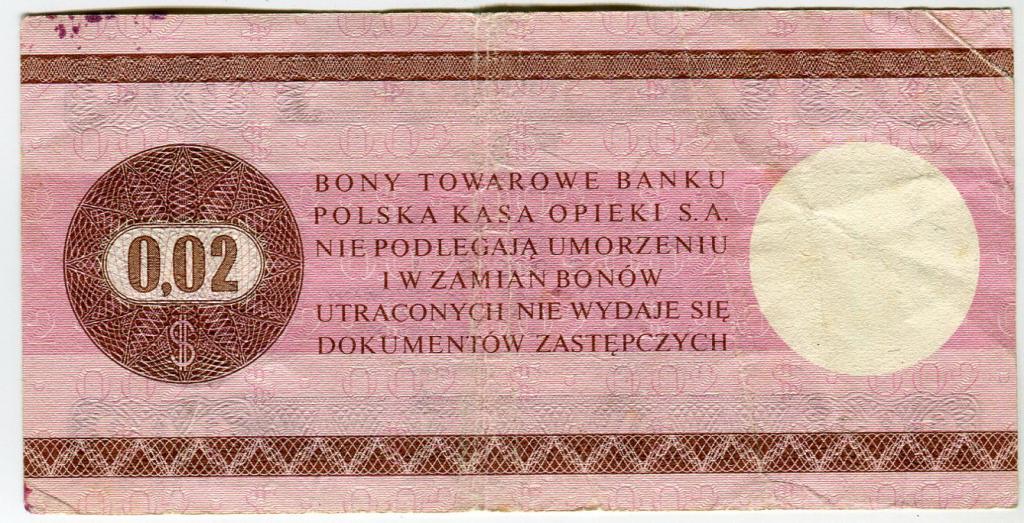 BONY TOWAROWE BANKU
POLSKA KASA OPIEKI S.A.
NIE PODLEGAJĄ UMORZENIU
I W ZAMIAN BONÓW
UTRACONYCH NIE WYDAJE SIĘ
DOKUMENTÓW ZASTĘPCZYCH
0,02
$